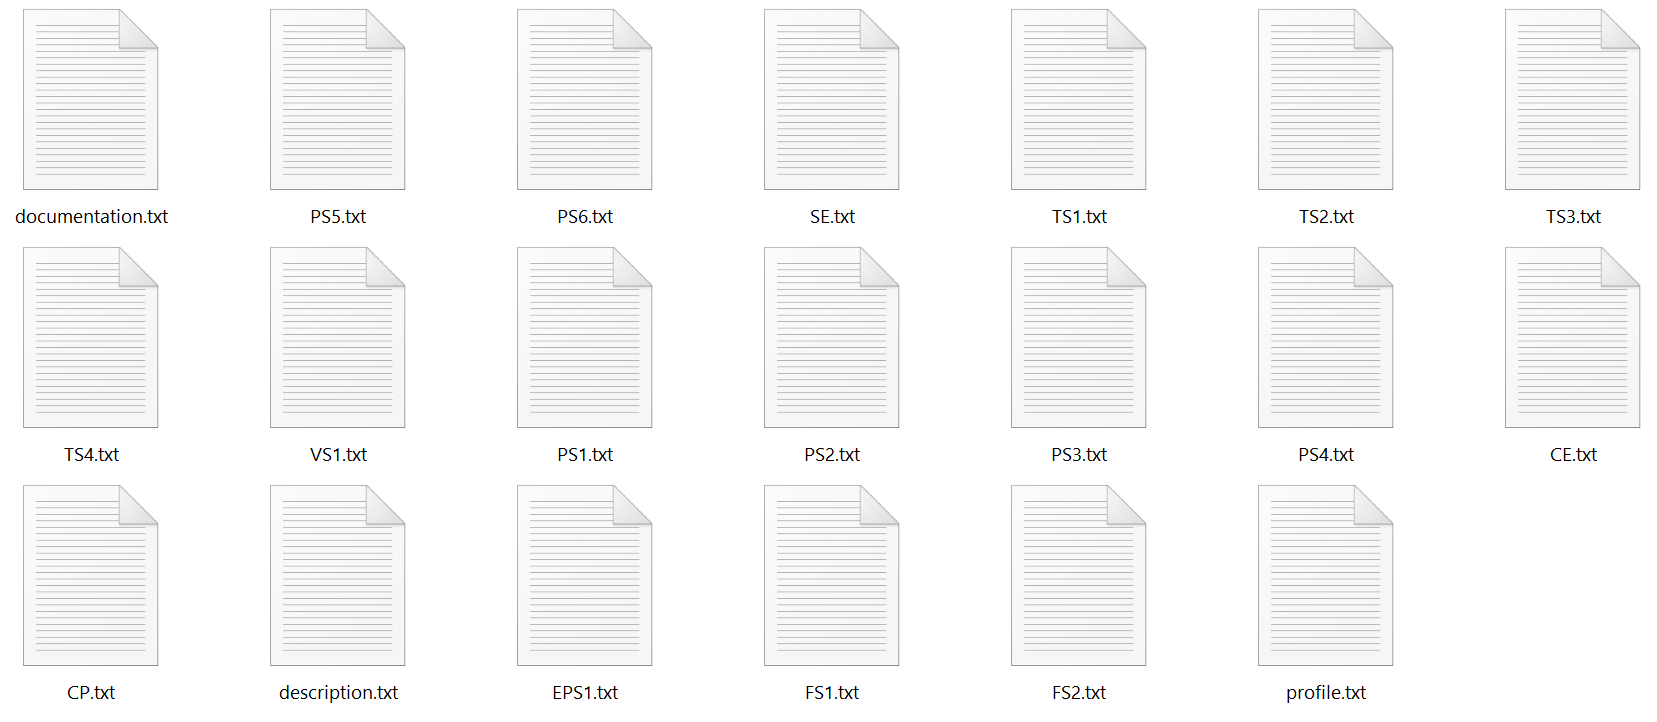 documentation.txt PS5.txt PS6.txt SE.txt TS1.txt TS2.txt TS3.txt
TS4.txt VS1.txt PS1.txt PS2.txt PS3.txt PS4.txt CE.txt
CP.txt description.txt EPS1.txt FS1.txt FS2.txt profile.txt